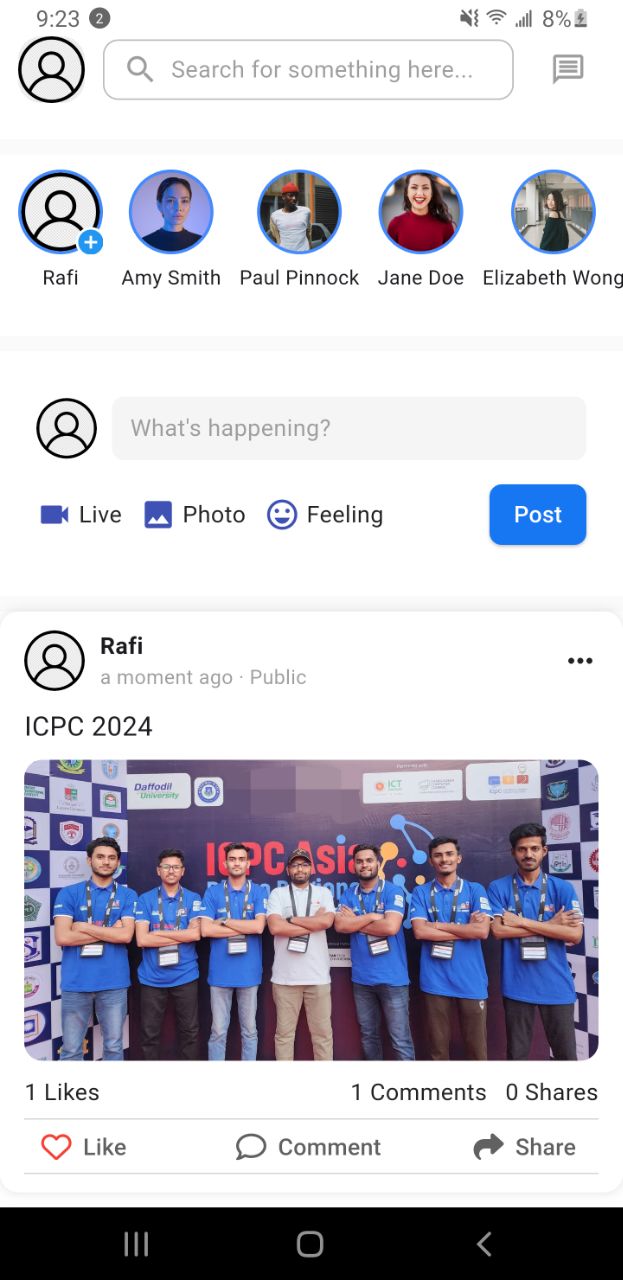 9:23 2 8%
Search for something here...
Rafi Amy Smith Paul Pinnock Jane Doe Elizabeth Wong
What's happening?
Live Photo Feeling Post
Rafi
a moment ago · Public
ICPC 2024
Daffodil
University
ICT
icpc
ICPC Asia
1 Likes 1 Comments 0 Shares
Like Comment Share